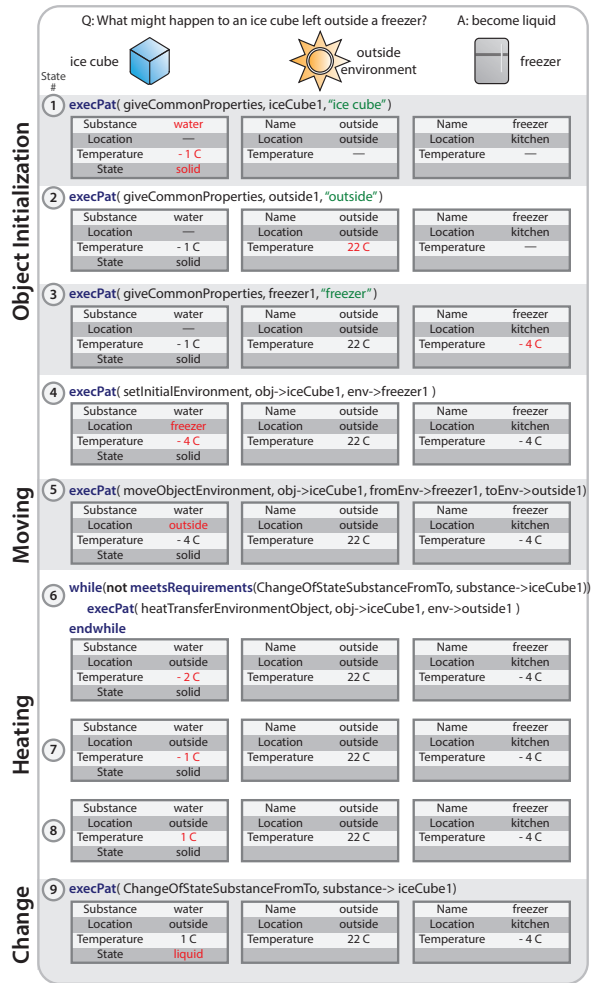 Q: What might happen to an ice cube left outside a freezer? A: become liquid
ice cube
outside
environment
freezer
State
#
Object Initialization
1 execPat( giveCommonProperties, iceCube1, “ice cube” )
Substance water Name outside Name freezer
Location — Location outside Location kitchen
Temperature - 1 C Temperature — Temperature —
State solid
2 execPat( giveCommonProperties, outside1, “outside” )
Substance water Name outside Name freezer
Location — Location outside Location kitchen
Temperature - 1 C Temperature 22 C Temperature —
State solid
3 execPat( giveCommonProperties, freezer1, “freezer” )
Substance water Name outside Name freezer
Location — Location outside Location kitchen
Temperature - 1 C Temperature 22 C Temperature - 4 C
State solid
4 execPat( setInitialEnvironment, obj->iceCube1, env->freezer1 )
Substance water Name outside Name freezer
Location freezer Location outside Location kitchen
Temperature - 4 C Temperature 22 C Temperature - 4 C
State solid
Moving
5 execPat( moveObjectEnvironment, obj->iceCube1, fromEnv->freezer1, toEnv->outside1)
Substance water Name outside Name freezer
Location outside Location outside Location kitchen
Temperature - 4 C Temperature 22 C Temperature - 4 C
State solid
Heating
6 while(not meetsRequirements(ChangeOfStateSubstanceFromTo, substance->iceCube1))
execPat( heatTransferEnvironmentObject, obj->iceCube1, env->outside1 )
endwhile
Substance water Name outside Name freezer
Location outside Location outside Location kitchen
Temperature - 2 C Temperature 22 C Temperature - 4 C
State solid
7
Substance water Name outside Name freezer
Location outside Location outside Location kitchen
Temperature - 1 C Temperature 22 C Temperature - 4 C
State solid
8
Substance water Name outside Name freezer
Location outside Location outside Location kitchen
Temperature 1 C Temperature 22 C Temperature - 4 C
State solid
Change
9 execPat( ChangeOfStateSubstanceFromTo, substance-> iceCube1)
Substance water Name outside Name freezer
Location outside Location outside Location kitchen
Temperature 1 C Temperature 22 C Temperature - 4 C
State liquid